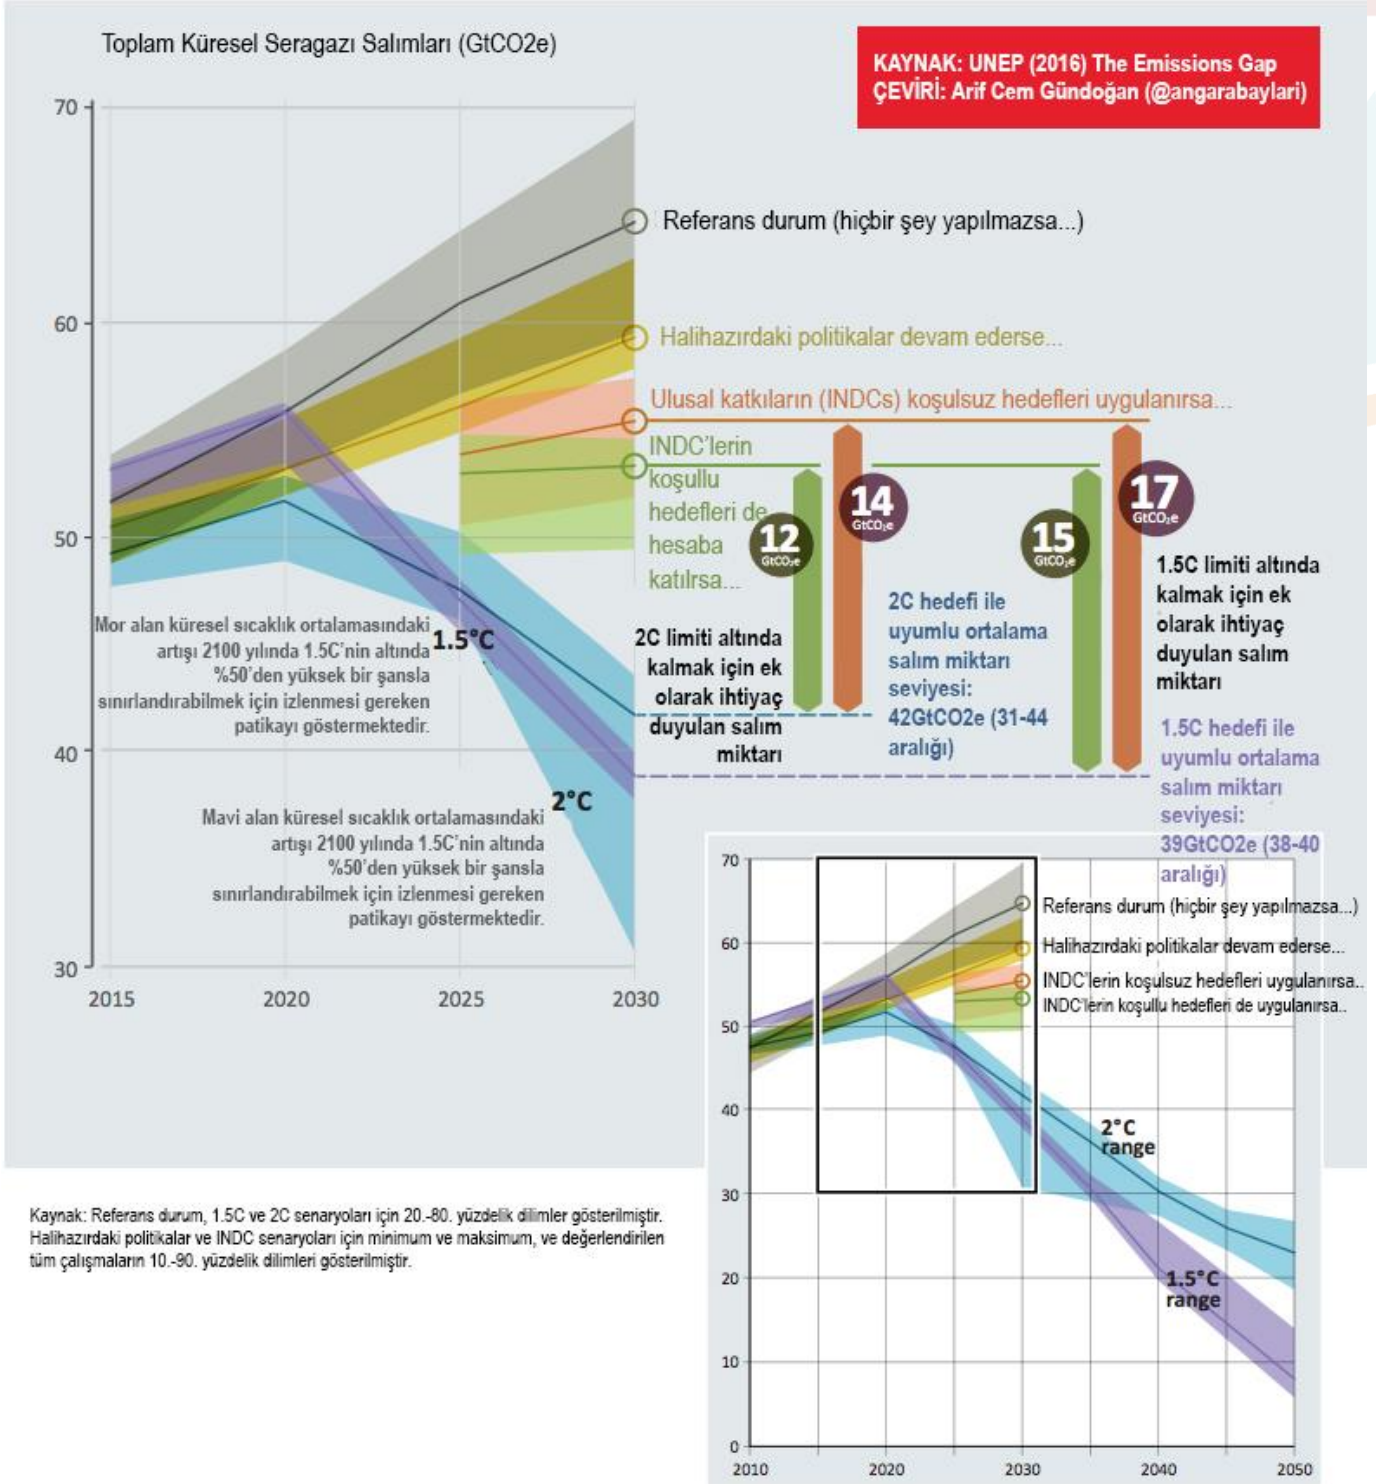 Toplam Küresel Seragazı Salımları (GtCO2e)
KAYNAK: UNEP (2016) The Emissions Gap
ÇEVİRİ: Arif Cem Gündoğan (@angarabaylari)
70
60
50
40
30
2015
2020
2025
2030
Referans durum (hiçbir şey yapılmazsa...)
Halihazırdaki politikalar devam ederse...
Ulusal katkıların (INDCs) koşulsuz hedefleri uygulanırsa...
INDC'lerin
koşullu
hedefleri de
hesaba
katılırsa...
12
GtCO₂e
14
GtCO₂e
15
GtCO₂e
17
GtCO₂e
2C limiti altında
kalmak için ek
olarak ihtiyaç
duyulan salım
miktarı
2C hedefi ile
uyumlu ortalama
salım miktarı
seviyesi:
42GtCO2e (31-44
aralığı)
1.5C limiti altında
kalmak için ek
olarak ihtiyaç
duyulan salım
miktarı
1.5C hedefi ile
uyumlu ortalama
salım miktarı
seviyesi:
39GtCO2e (38-40
aralığı)
Mor alan küresel sıcaklık ortalamasındaki
artışı 2100 yılında 1.5C'nin altında
%50'den yüksek bir şansla
sınırlandırabilmek için izlenmesi gereken
patikayı göstermektedir.
1.5°C
2°C
Mavi alan küresel sıcaklık ortalamasındaki
artışı 2100 yılında 1.5C'nin altında
%50'den yüksek bir şansla
sınırlandırabilmek için izlenmesi gereken
patikayı göstermektedir.
70
60
50
40
30
20
10
0
2010
2020
2030
2040
2050
Referans durum (hiçbir şey yapılmazsa...)
Halihazırdaki politikalar devam ederse...
INDC'lerin koşulsuz hedefleri uygulanırsa..
INDC'lerin koşullu hedefleri de uygulanırsa..
2°C
range
1.5°C
range
Kaynak: Referans durum, 1.5C ve 2C senaryoları için 20.-80. yüzdelik dilimler gösterilmiştir.
Halihazırdaki politikalar ve INDC senaryoları için minimum ve maksimum, ve değerlendirilen
tüm çalışmaların 10.-90. yüzdelik dilimleri gösterilmiştir.